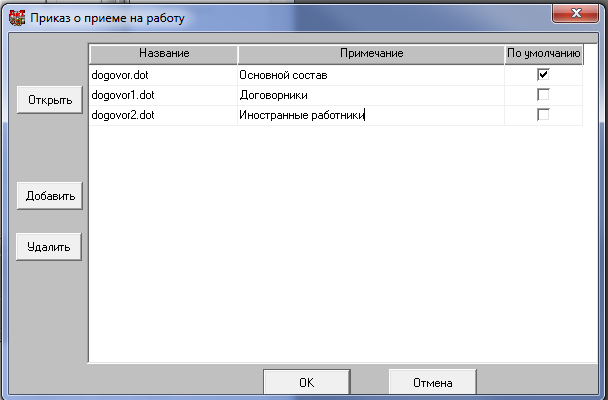 Приказ о приеме на работу
Название Примечание По умолчанию
dogovor.dot Основной состав
Открыть
dogovor1.dot Договорники
dogovor2.dot Иностранные работники
Добавить
Удалить
OK Отмена